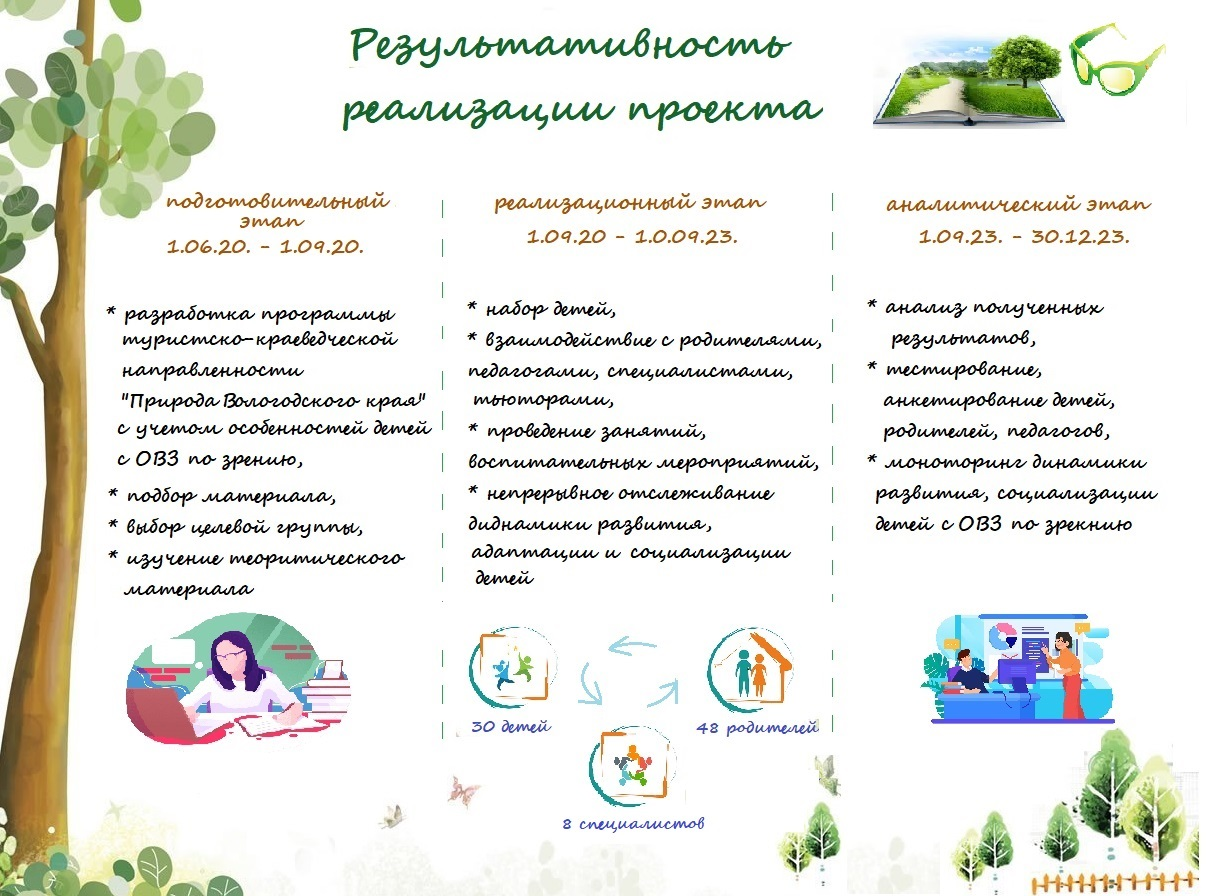 Результативность
реализации проекта
подготовительный
этап
1.06.20. - 1.09.20.
* разработка программы
туристско-краеведческой
направленности
"Природа Вологодского края"
с учетом особенностей детей
с ОВЗ по зрению,
* подбор материала,
* выбор целевой группы,
* изучение теоритического
материала
реализационный этап
1.09.20 - 1.0.09.23.
* набор детей,
* взаимодействие с родителями,
педагогами, специалистами,
тьюторами,
* проведение занятий,
воспитательных мероприятий,
* непрерывное отслеживание
диднамики развития,
адаптации и социализации
детей
30 детей
48 родителей
8 специалистов
аналитический этап
1.09.23. - 30.12.23.
* анализ полученных
результатов,
* тестирование,
анкетирование детей,
родителей, педагогов,
* моноторинг динамики
развития, социализации
детей с ОВЗ по зрекнию